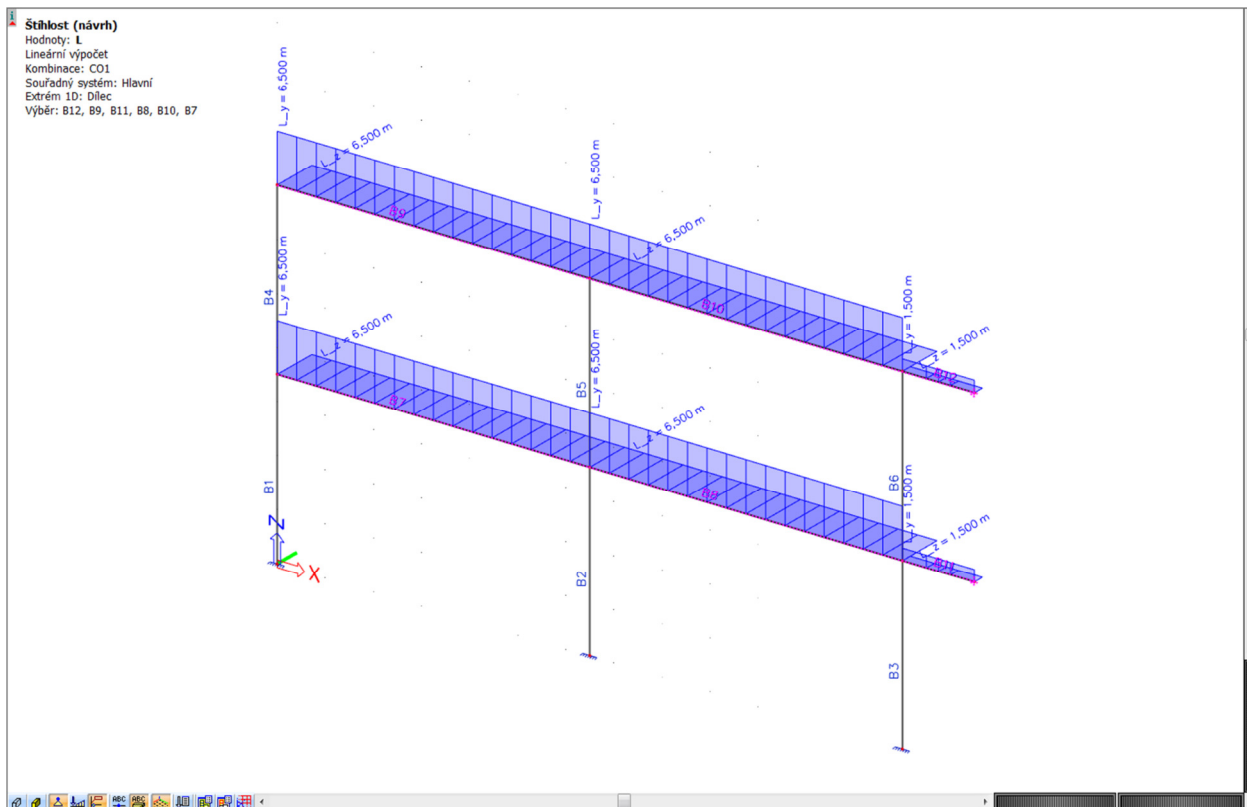 Štíhlost (návrh)
Hodnoty: L
Lineární výpočet
Kombinace: CO1
Souřadný systém: Hlavní
Extrém 1D: Dílec
Výběr: B12, B9, B11, B8, B10, B7
L_y = 6,500 m
L_z = 6,500 m
L_y = 6,500 m
B9
L_z = 6,500 m
L_y = 6,500 m
B4
B10
L_y = 1,500 m
L_z = 1,500 m
L_z = 6,500 m
B12
L_y = 6,500 m
B5
B7
L_z = 6,500 m
B1
B8
B6
L_y = 1,500 m
L_z = 1,500 m
B11
Z
X
B2
B3
ABC
ABC